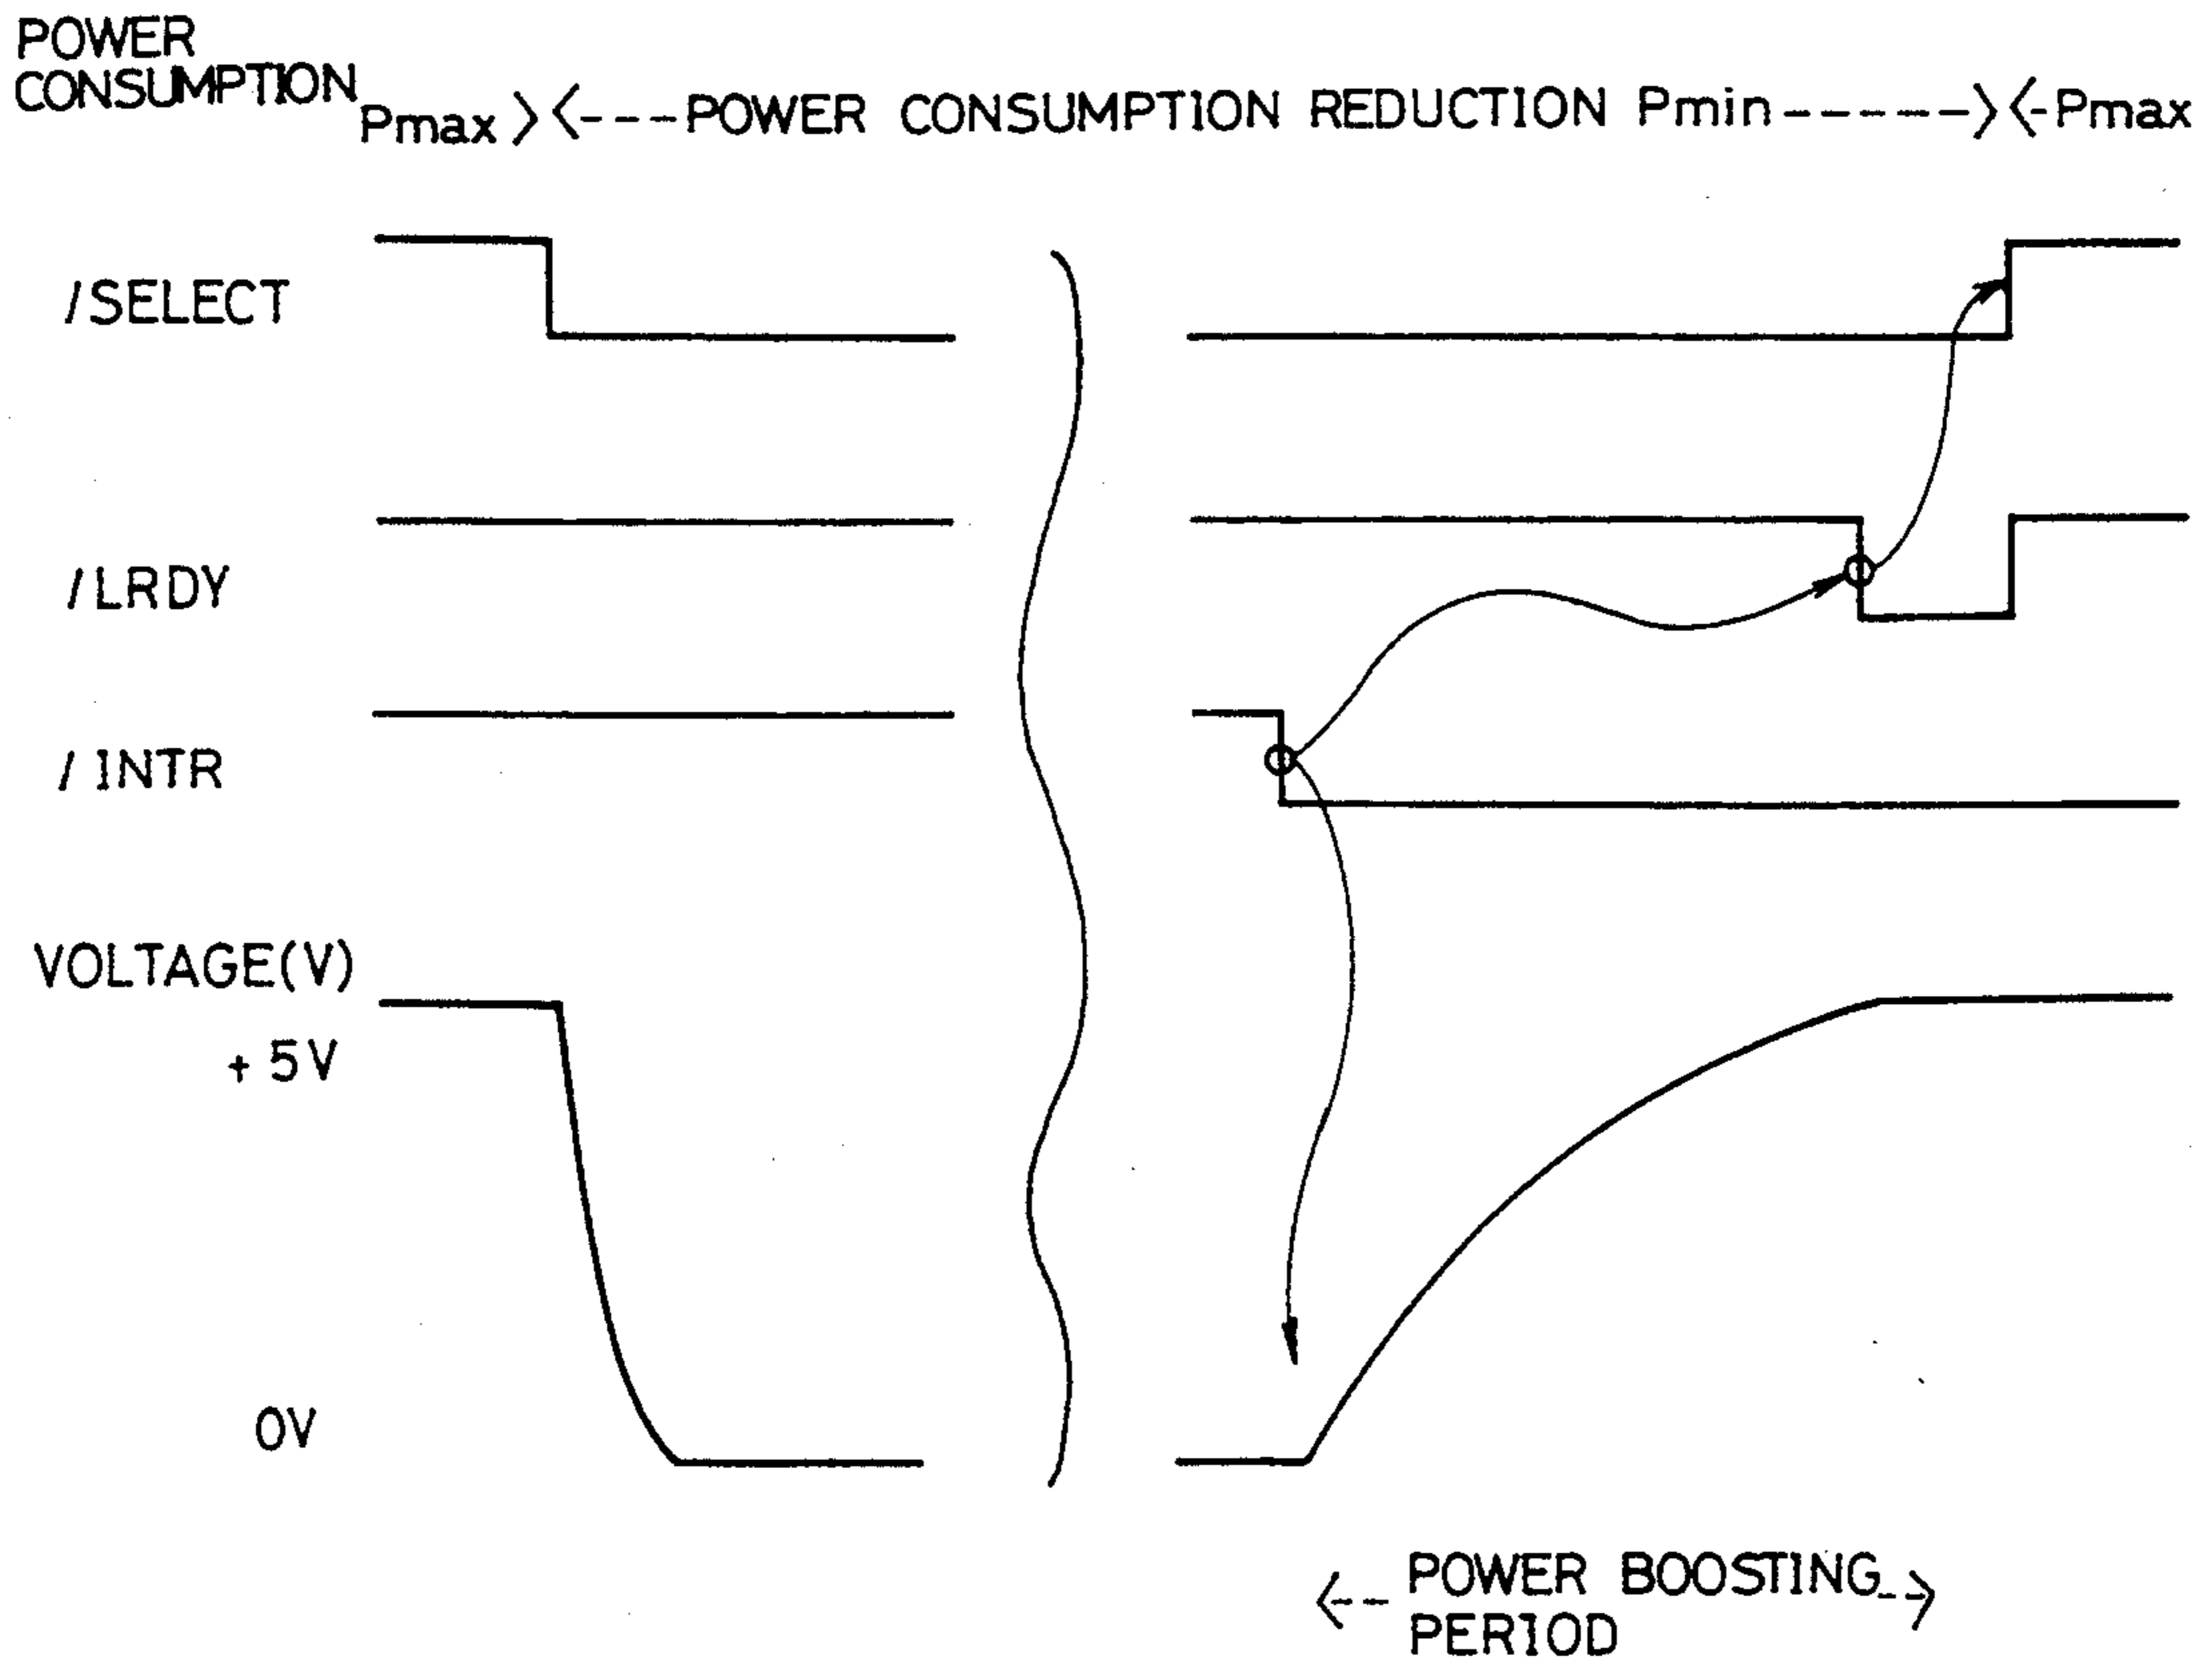 POWER
CONSUMPTION
Pmax ><---POWER CONSUMPTION REDUCTION Pmin------><-Pmax
/SELECT
/LRDY
/INTR
VOLTAGE(V)
+5V
0V
<-- POWER BOOSTING-->
PERIOD